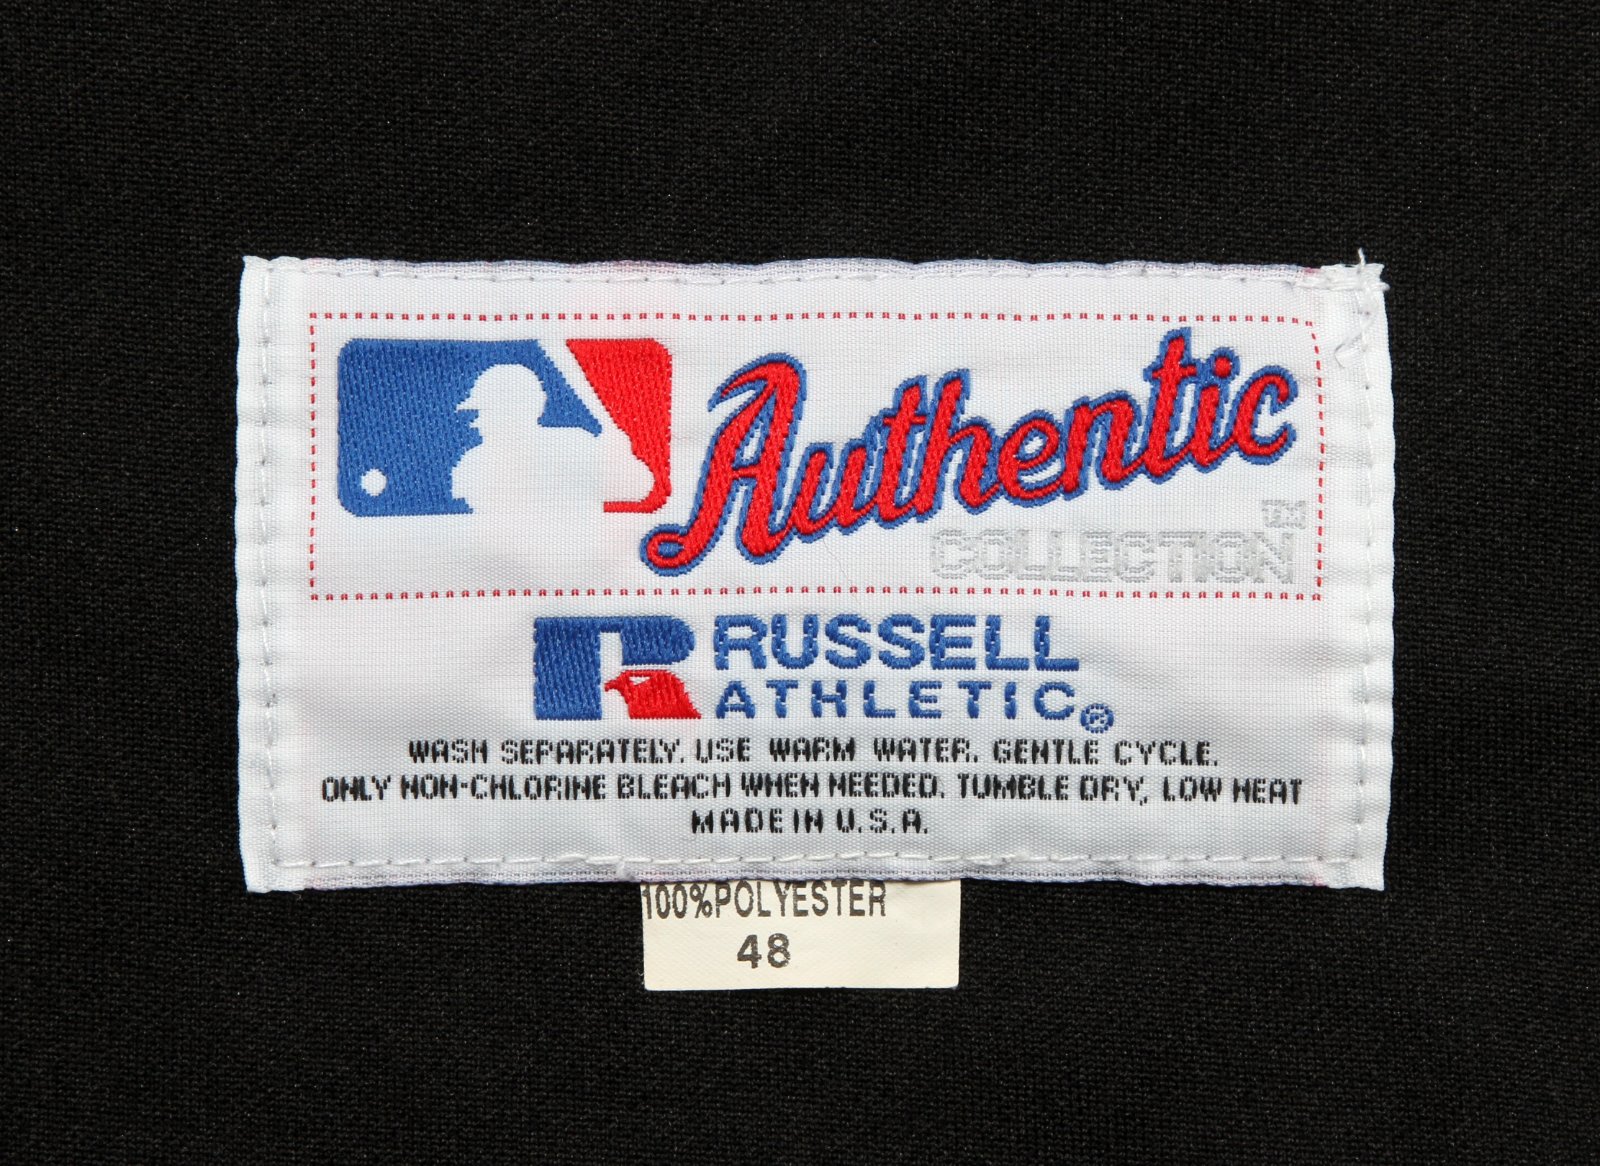 Authentic
COLLECTION™
RUSSELL
ATHLETIC®
WASH SEPARATELY. USE WARM WATER. GENTLE CYCLE.
ONLY NON-CHLORINE BLEACH WHEN NEEDED. TUMBLE DRY, LOW HEAT
MADE IN U.S.A.
100%POLYESTER
48